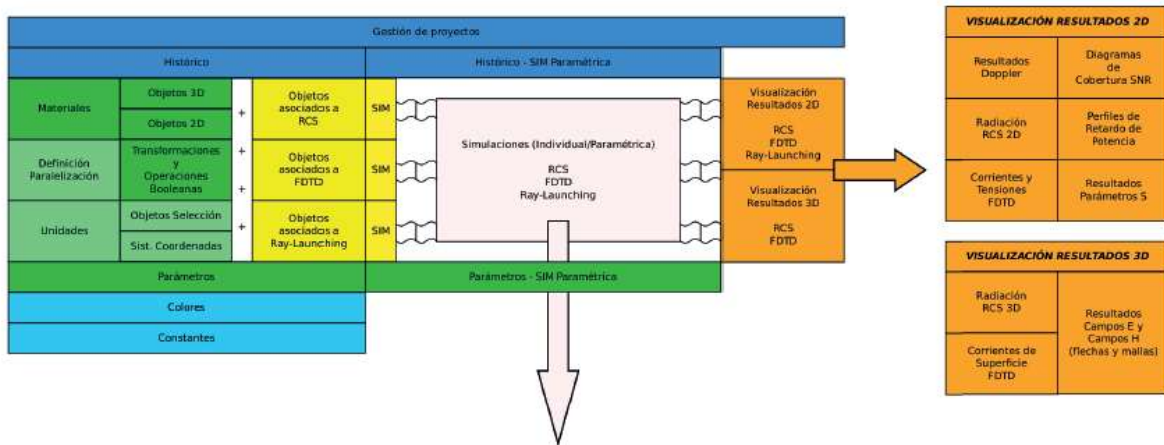 Gestión de proyectos
Histórico
Histórico - SIM Paramétrica
Materiales
Definición
Paralelización
Unidades
Objetos 3D
Objetos 2D
Transformaciones
y
Operaciones
Booleanas
Objetos Selección
Sist. Coordenadas
+
+
+
+
Objetos
asociados a
RCS
Objetos
asociados a
FDTD
Objetos
asociados a
Ray-Launching
SIM
SIM
SIM
Simulaciones (Individual/Paramétrica)
RCS
FDTD
Ray-Launching
Visualización
Resultados 2D
RCS
FDTD
Ray-Launching
Visualización
Resultados 3D
RCS
FDTD
Parámetros
Parámetros - SIM Paramétrica
Colores
Constantes
VISUALIZACIÓN RESULTADOS 2D
Resultados
Doppler
Diagramas
de
Cobertura SNR
Radiación
RCS 2D
Perfiles de
Retardo de
Potencia
Corrientes y
Tensiones
FDTD
Resultados
Parámetros S
VISUALIZACIÓN RESULTADOS 3D
Radiación
RCS 3D
Corrientes de
Superficie
FDTD
Resultados
Campos E y
Campos H
(flechas y mallas)